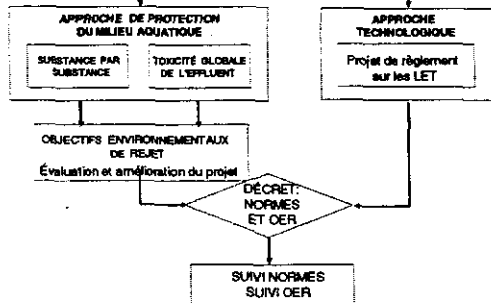 APPROCHE DE PROTECTION
DU MILIEU AQUATIQUE
SUBSTANCE PAR
SUBSTANCE
TOXICITÉ GLOBALE
DE L'EFFLUENT
APPROCHE
TECHNOLOGIQUE
Projet de règlement
sur les LET
OBJECTIFS ENVIRONNEMENTAUX
DE REJET
Évaluation et amélioration du projet
DÉCRET:
NORMES
ET OER
SUIVI NORMES
SUIVI OER